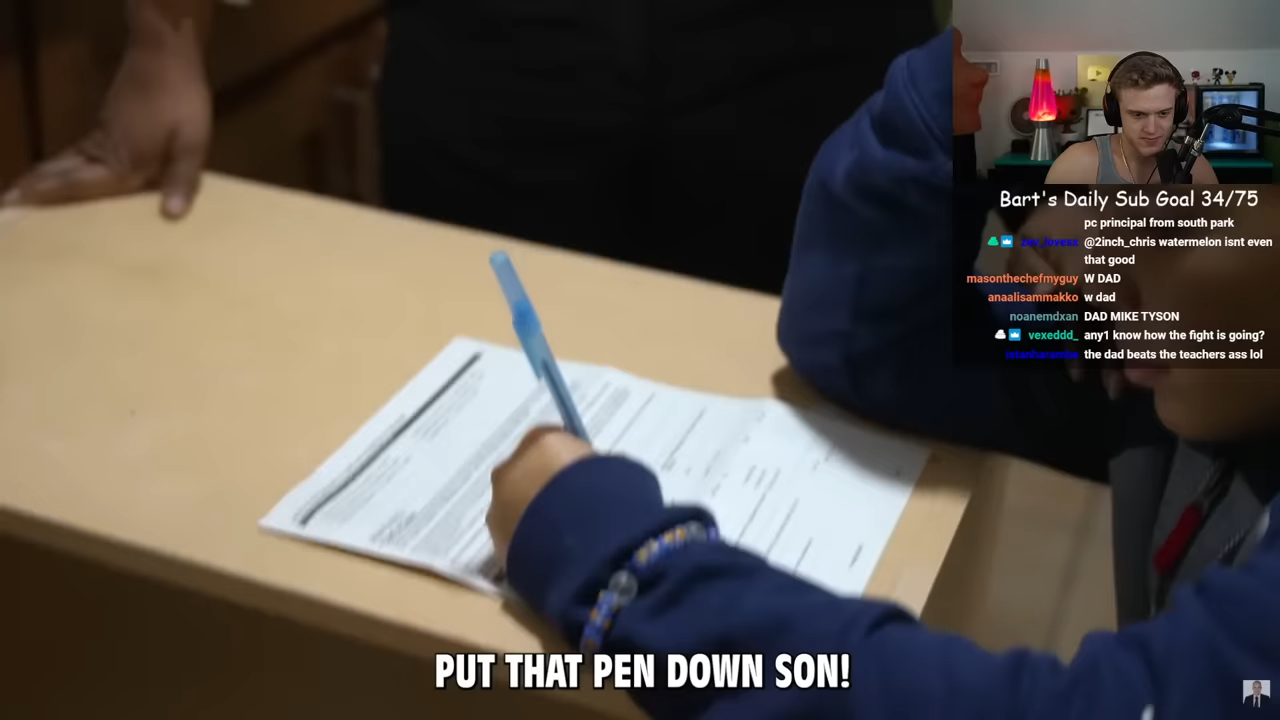 Bart's Daily Sub Goal 34/75
pc principal from south park
@2inch_chris watermelon isnt even
that good
masonthechefmyguy W DAD
anaalisammakko w dad
noanemdxan DAD MIKE TYSON
vexeddd_ any1 know how the fight is going?
the dad beats the teachers ass lol
PUT THAT PEN DOWN SON!